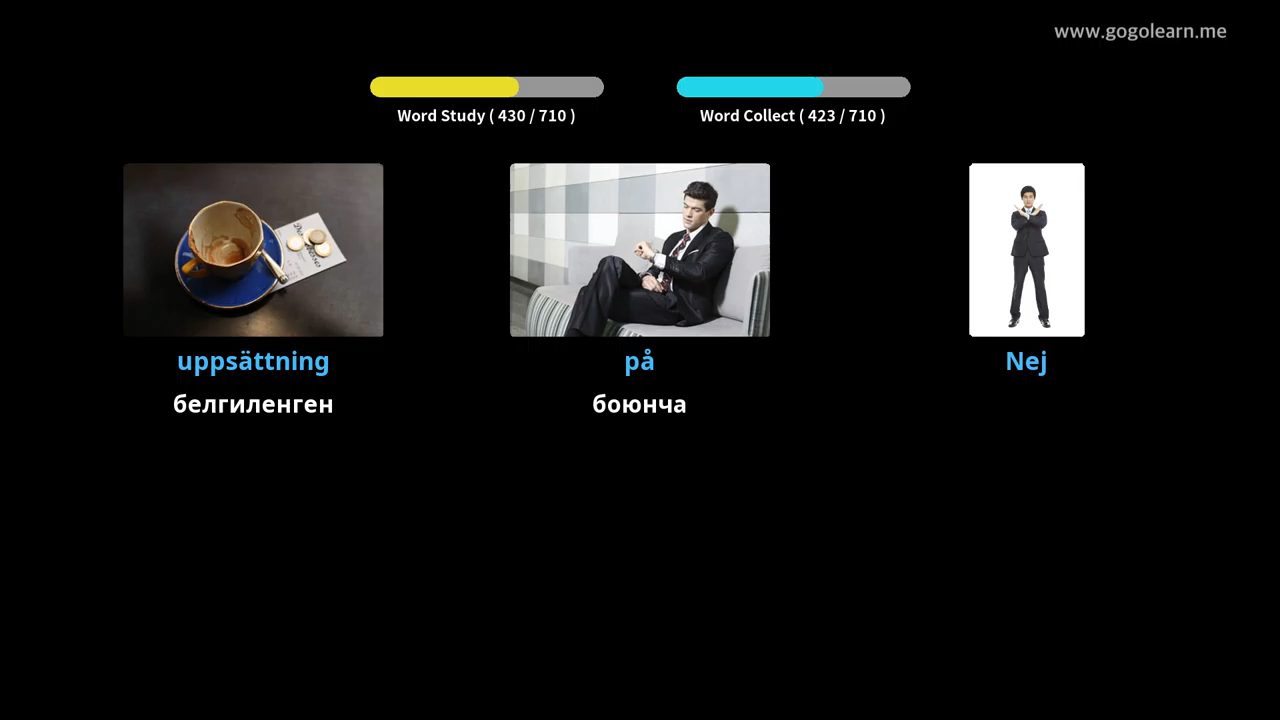 www.gogolearn.me
Word Study ( 430 / 710 )
Word Collect ( 423 / 710 )
uppsättning
på
Nej
белгиленген
боюнча